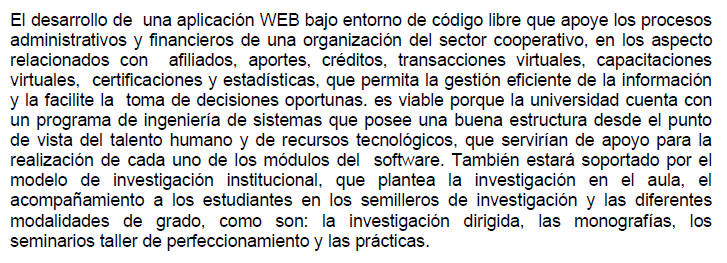 El desarrollo de una aplicación WEB bajo entorno de código libre que apoye los procesos
administrativos y financieros de una organización del sector cooperativo, en los aspecto
relacionados con afiliados, aportes, créditos, transacciones virtuales, capacitaciones
virtuales, certificaciones y estadísticas, que permita la gestión eficiente de la información
y la facilite la toma de decisiones oportunas. es viable porque la universidad cuenta con
un programa de ingeniería de sistemas que posee una buena estructura desde el punto
de vista del talento humano y de recursos tecnológicos, que servirían de apoyo para la
realización de cada uno de los módulos del software. También estará soportado por el
modelo de investigación institucional, que plantea la investigación en el aula, el
acompañamiento a los estudiantes en los semilleros de investigación y las diferentes
modalidades de grado, como son: la investigación dirigida, las monografías, los
seminarios taller de perfeccionamiento y las prácticas.